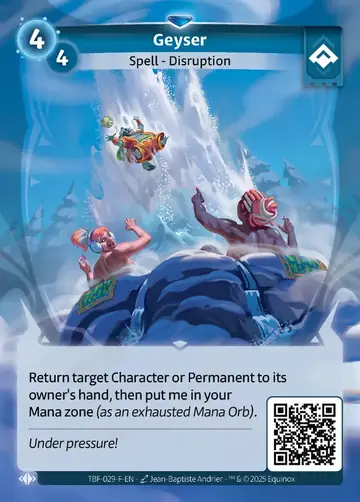 4
4
Geyser
Spell - Disruption
Return target Character or Permanent to its
owner's hand, then put me in your
Mana zone (as an exhausted Mana Orb).
Under pressure!
TBF-029-F-EN - Jean-Baptiste Andrier - ™ & © 2025 Equinox